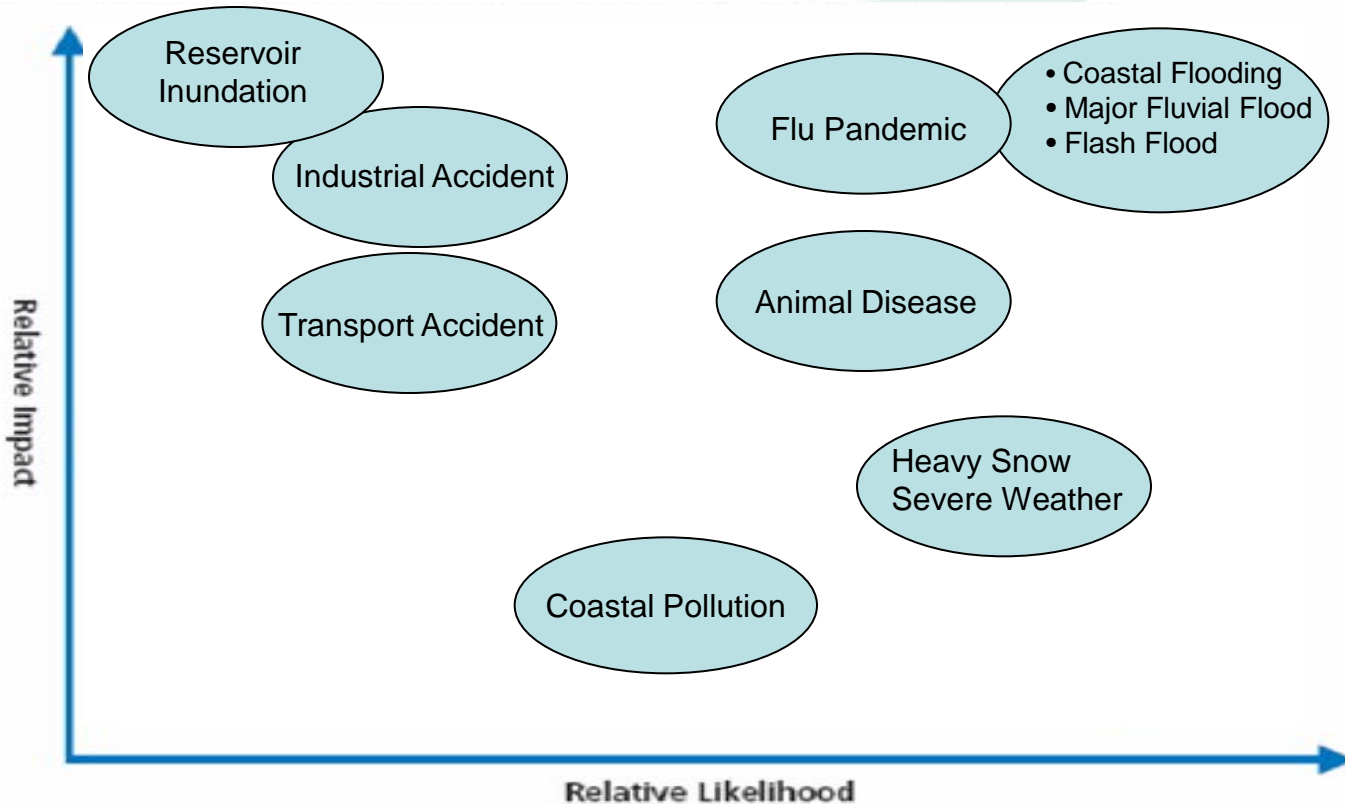 Reservoir
Inundation
Industrial Accident
Transport Accident
Flu Pandemic
• Coastal Flooding
• Major Fluvial Flood
• Flash Flood
Animal Disease
Heavy Snow
Severe Weather
Coastal Pollution
Relative Impact
Relative Likelihood